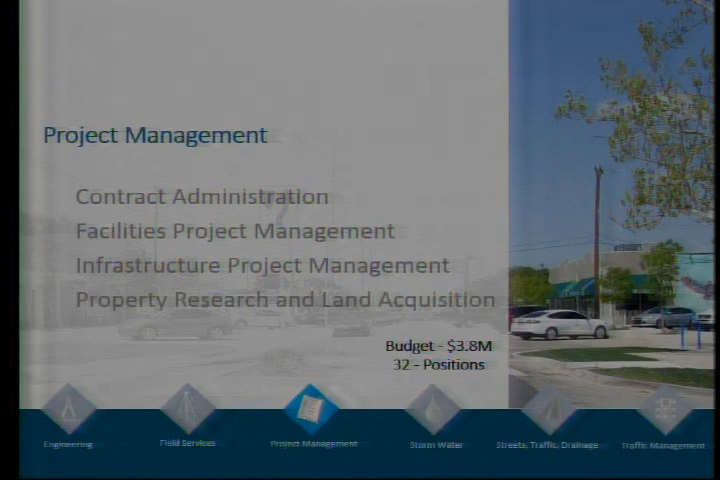 Project Management
Contract Administration
Facilities Project Management
Infrastructure Project Management
Property Research and Land Acquisition
Budget - $3.8M
32 - Positions
Engineering
Field Services
Project Management
Storm Water
Streets, Traffic, Drainage
Traffic Management